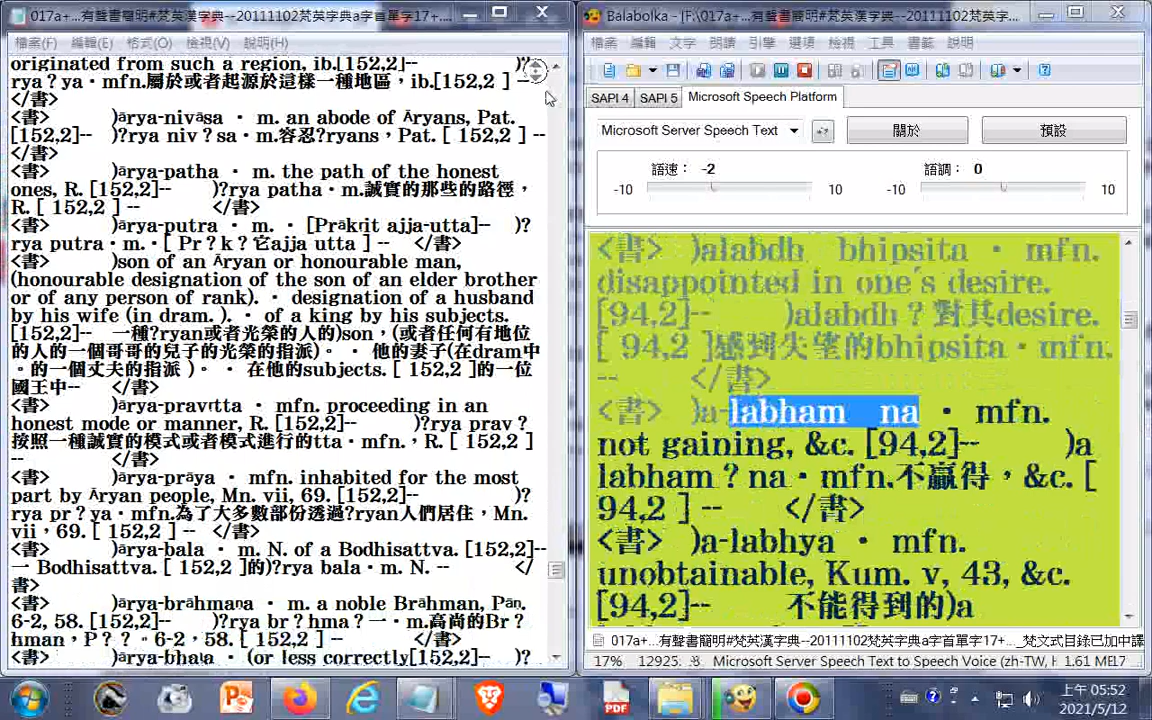 017a+...有聲書簡明#梵英漢字典--20111102梵英字典a字首單字17+...
檔案(F) 編輯(E) 格式(O) 檢視(V) 說明(H)
originated from such a region, ib.[152,2]-- )?
rya？ya・mfn.屬於或者起源於這樣一種地區，ib.[152,2 ] --
</書>
<書> )ārya-nivāsa ・ m. an abode of Āryans, Pat.
[152,2]-- )?rya niv？sa・m.容忍?ryans, Pat. [ 152,2 ] --
</書>
<書> )ārya-patha ・ m. the path of the honest
ones, R. [152,2]-- )?rya patha・m.誠實的那些的路徑，
R. [ 152,2 ] </書>
<書> )ārya-putra ・ m. ・ [Prākṛit ajja-utta]-- )?
rya putra・m.・[ Pr？k？它ajja utta ] -- </書>
<書> )son of an Āryan or honourable man,
(honourable designation of the son of an elder brother
or of any person of rank). ・ designation of a husband
by his wife (in dram. ). ・ of a king by his subjects.
[152,2]-- 一種?ryan或者光榮的人的)son，(或者任何有地位
的人的一個哥哥的兒子的光榮的指派)。 ・ 他的妻子(在dram中
。的一個丈夫的指派 )。 ・ 在他的subjects. [ 152,2 ]的一位
國王中-- </書>
<書> )ārya-pravṛtta ・ mfn. proceeding in an
honest mode or manner, R. [152,2]-- )?rya prav？
按照一種誠實的模式或者模式進行的tta・mfn.，R. [ 152,2 ]
-- </書>
<書> )ārya-prāya ・ mfn. inhabited for the most
part by Āryan people, Mn. vii, 69. [152,2]-- )?
rya pr？ya・mfn.為了大多數部份透過?ryan人們居住，Mn.
vii，69. [ 152,2 ] </書>
<書> )ārya-bala ・ m. N. of a Bodhisattva. [152,2]--
一 Bodhisattva. [ 152,2 ]的)?rya bala・m. N. -- </
書>
<書> )ārya-brāhmaṇa ・ m. a noble Brāhman, Pāṇ.
6-2, 58. [152,2]-- )?rya br？hma？一・m.高尚的Br？
hman，P？？ 6-2，58. [ 152,2 ] </書>
<書> )ārya-bhaṭa ・ (or less correctly[152,2]-- )?
Balabolka - [F:\017a+...有聲書簡明#梵英漢字典--20111102梵英字...
檔案 編輯 文字 朗讀 引擎 選項 檢視 工具 書籤 說明
SAPI 4 SAPI 5 Microsoft Speech Platform
Microsoft Server Speech Text 關於 預設
語速： -2 語調： 0
-10 10 -10 10
<書> )alabdh bhipsita ・ mfn.
disappointed in one's desire.
[94,2]-- )alabdh？對其desire.
[ 94,2 ]感到失望的bhipsita・mfn.
-- </書>
<書> )a-labham na ・ mfn.
not gaining, &c. [94,2]-- )a
labham？na・mfn.不贏得，&c. [
94,2 ] -- </書>
<書> )a-labhya ・ mfn.
unobtainable, Kum. v, 43, &c.
[94,2]-- 不能得到的)a
017a+...有聲書簡明#梵英漢字典--20111102梵英字典a字首單字17+..._梵文式目錄已加中譯
17% Microsoft Server Speech Text to Speech Voice (zh-TW, H 1.61
上午 05:52
2021/5/12